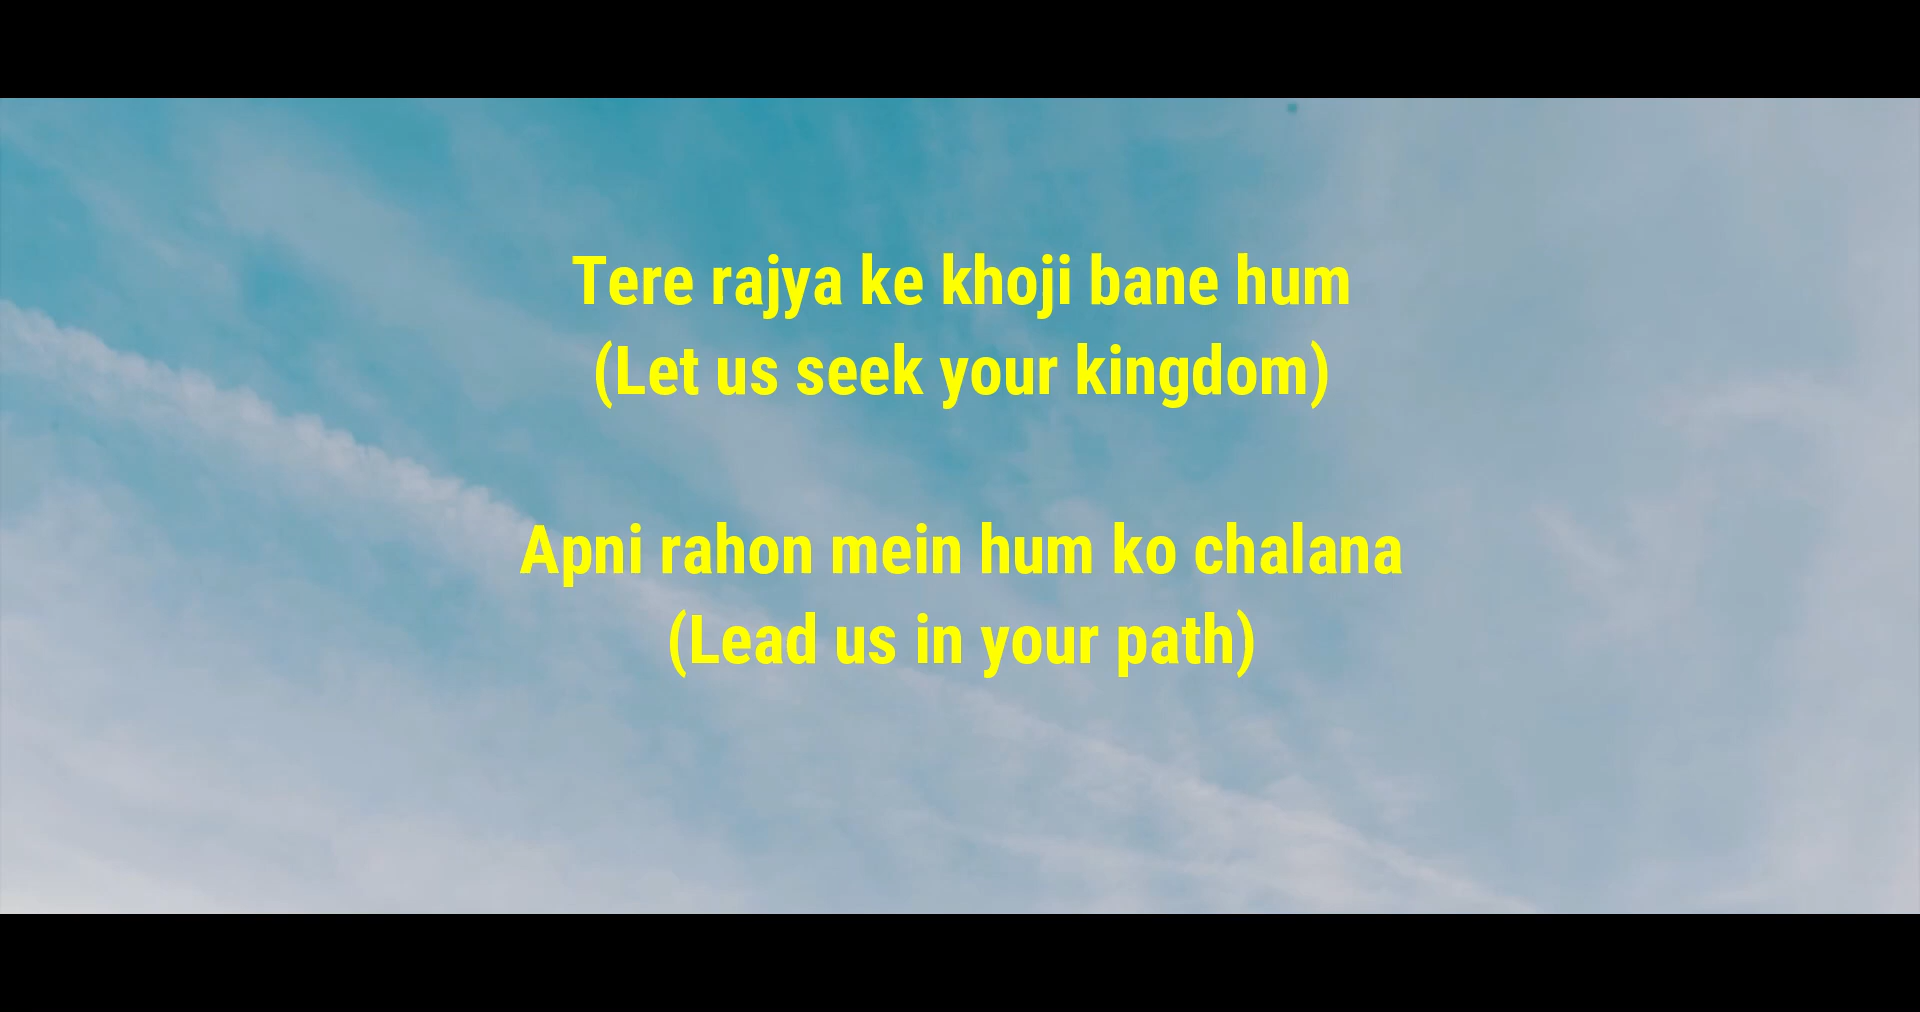 Tere rajya ke khoji bane hum
(Let us seek your kingdom)
Apni rahon mein hum ko chalana
(Lead us in your path)